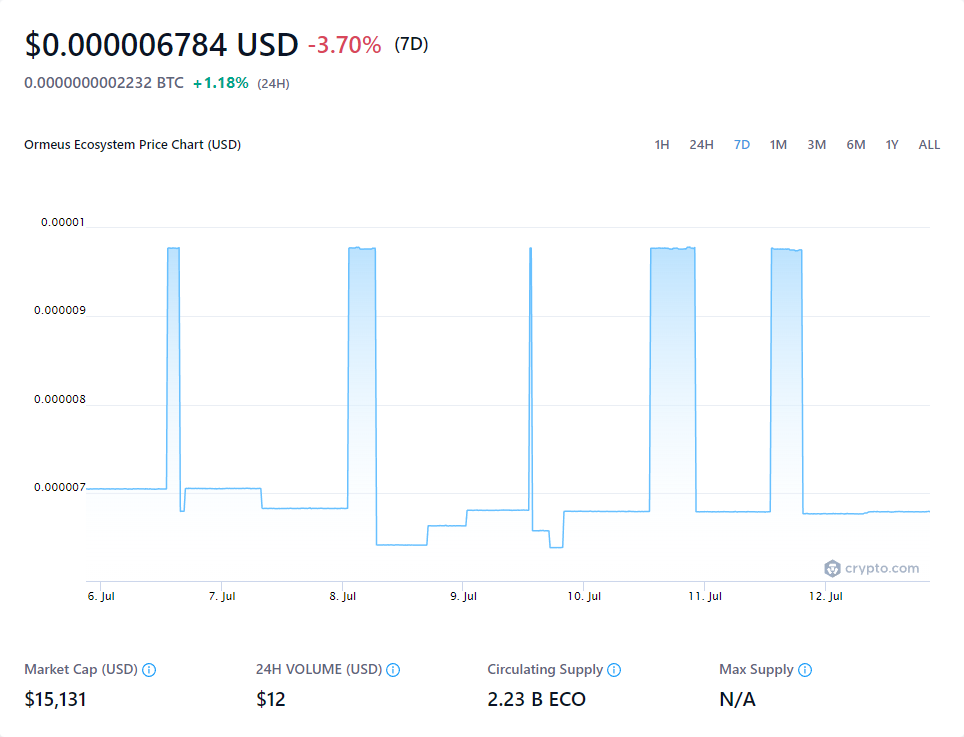 $0.000006784 USD -3.70% (7D)
0.0000000002232 BTC +1.18% (24H)
Ormeus Ecosystem Price Chart (USD) 1H 24H 7D 1M 3M 6M 1Y ALL
0.00001
0.000009
0.000008
0.000007
crypto.com
6. Jul 7. Jul 8. Jul 9. Jul 10. Jul 11. Jul 12. Jul
Market Cap (USD) 24H VOLUME (USD) Circulating Supply Max Supply
$15,131 $12 2.23 B ECO N/A